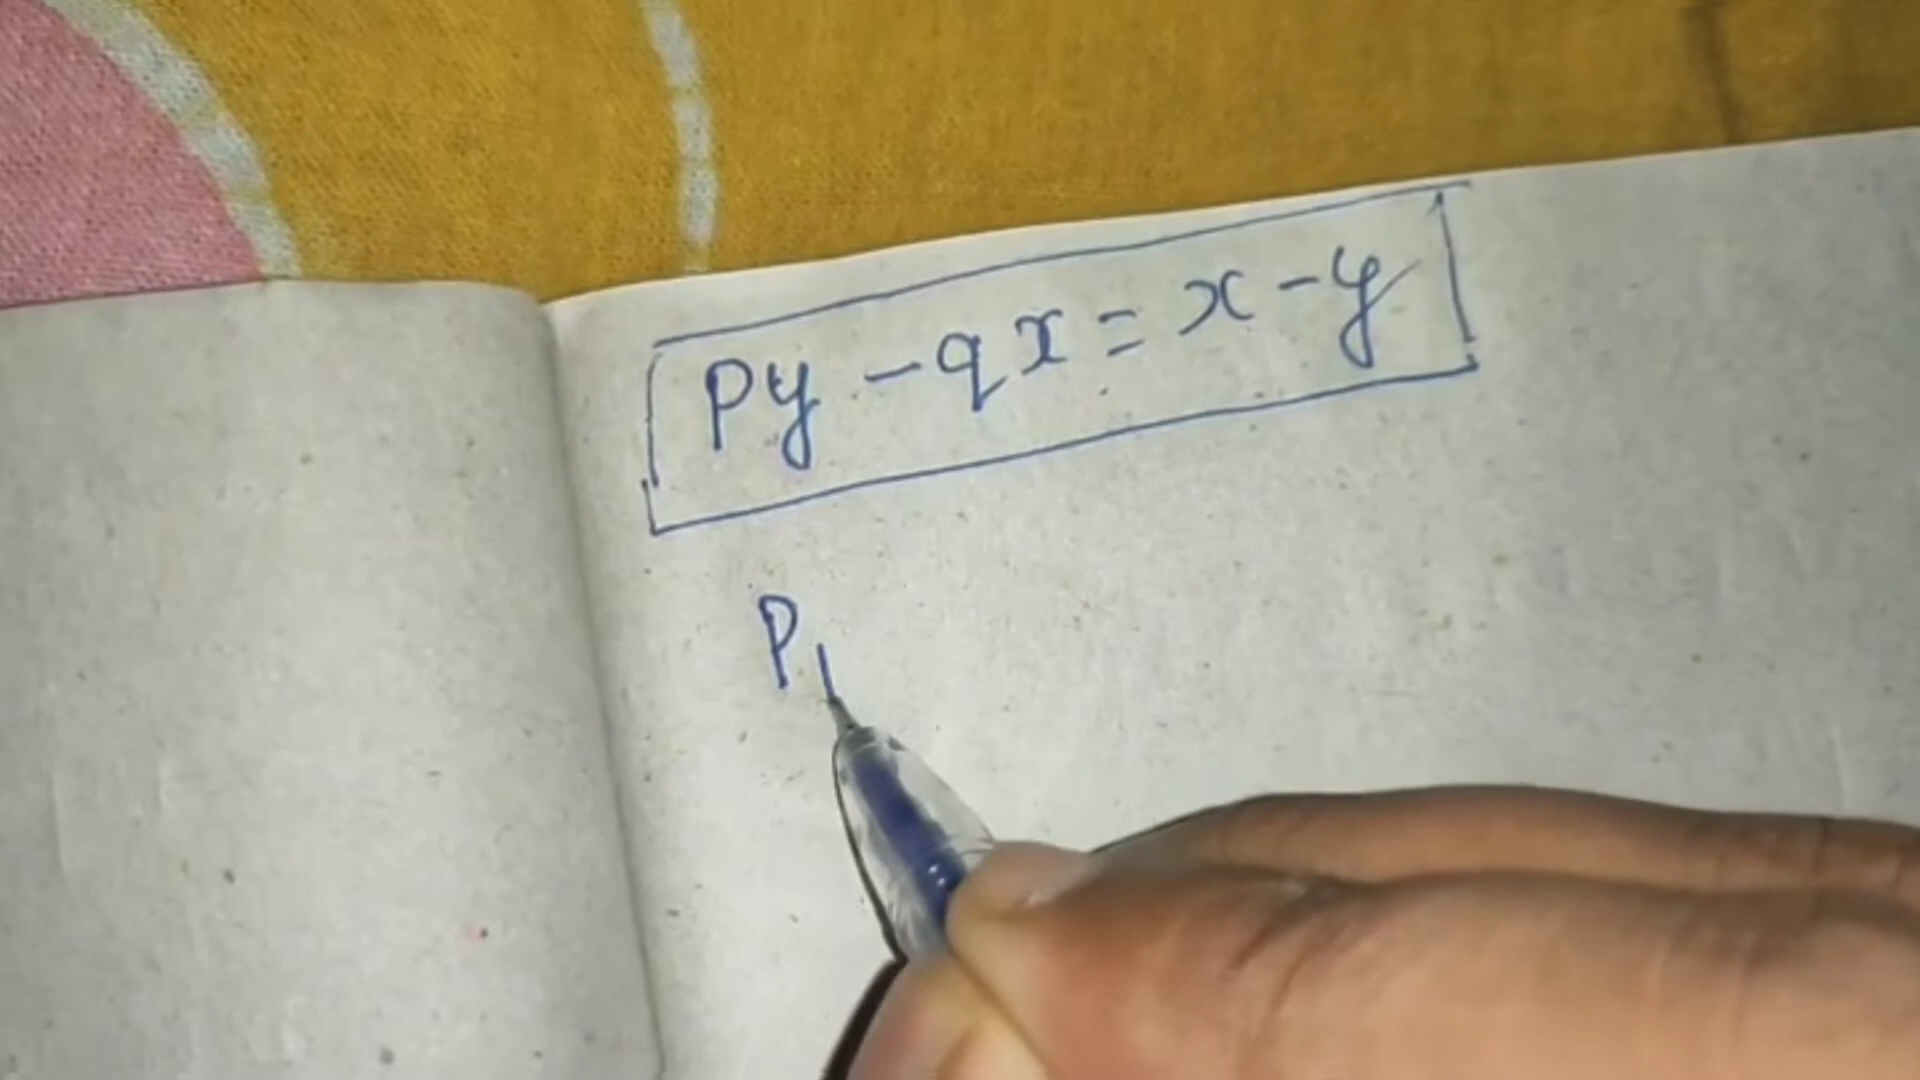 Py - qx = x - y
P